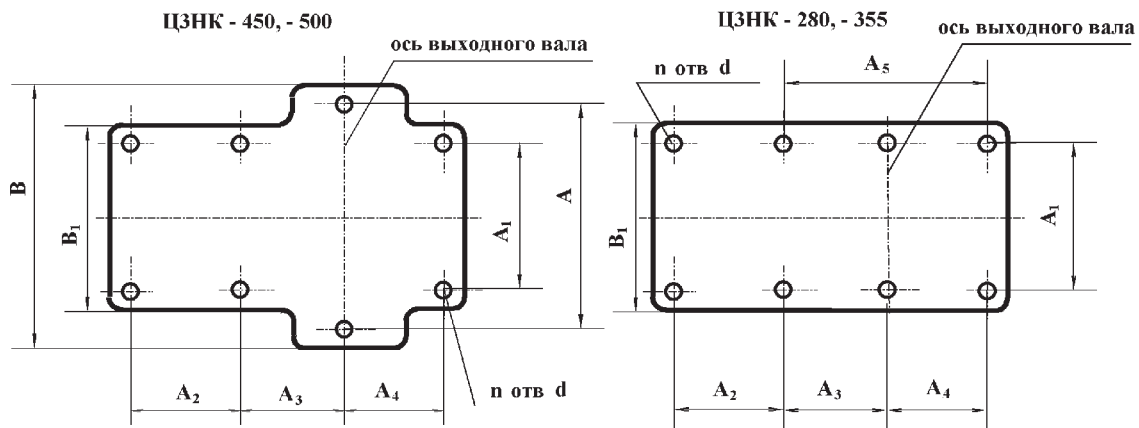 ЦЗНК - 450, - 500
ось выходного вала
B
B₁
A₁
A
A₂
A₃
A₄
n отв d
ЦЗНК - 280, - 355
ось выходного вала
n отв d
A₅
B₁
A₁
A₂
A₃
A₄